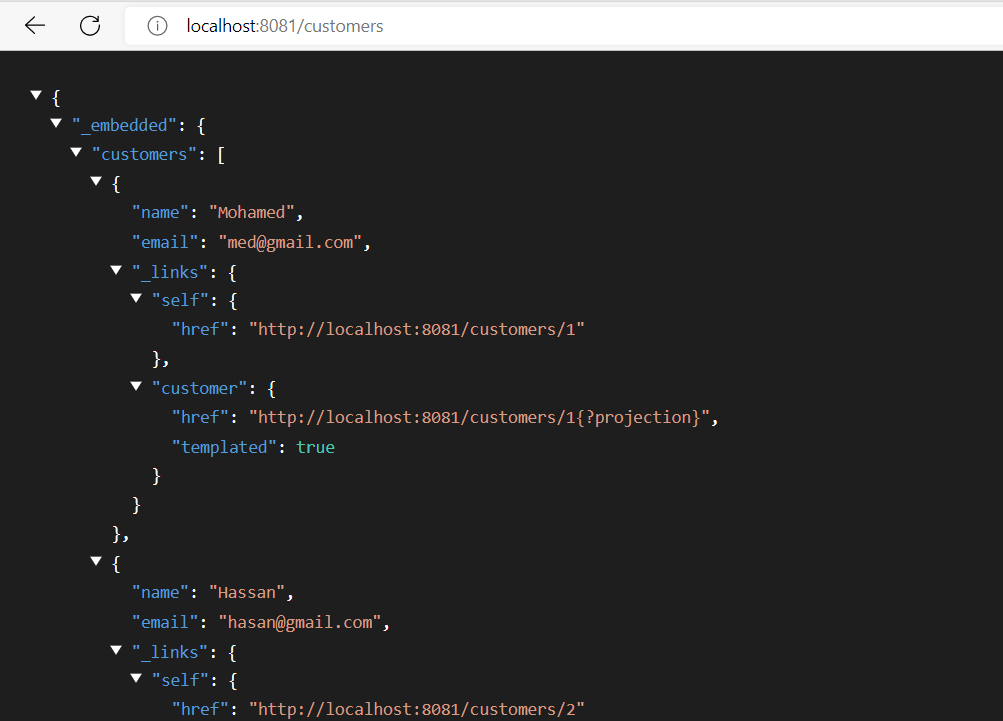 localhost:8081/customers
{
"_embedded": {
"customers": [
{
"name": "Mohamed",
"email": "med@gmail.com",
"_links": {
"self": {
"href": "http://localhost:8081/customers/1"
},
"customer": {
"href": "http://localhost:8081/customers/1{?projection}",
"templated": true
}
}
},
{
"name": "Hassan",
"email": "hasan@gmail.com",
"_links": {
"self": {
"href": "http://localhost:8081/customers/2"